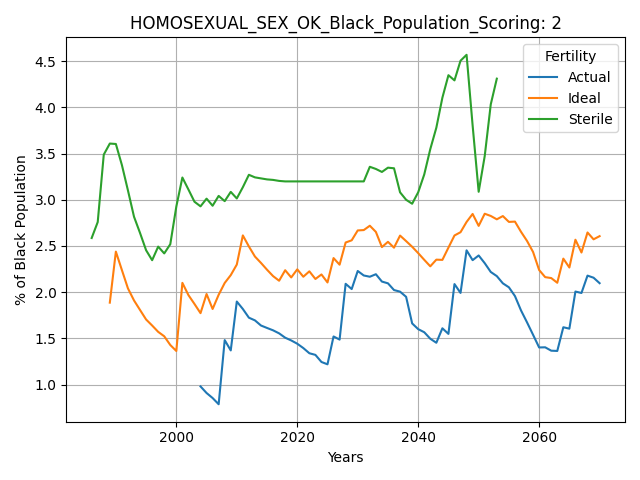 HOMOSEXUAL_SEX_OK_Black_Population_Scoring: 2
Fertility
Actual
Ideal
Sterile
% of Black Population
4.5
4.0
3.5
3.0
2.5
2.0
1.5
1.0
2000 2020 2040 2060
Years